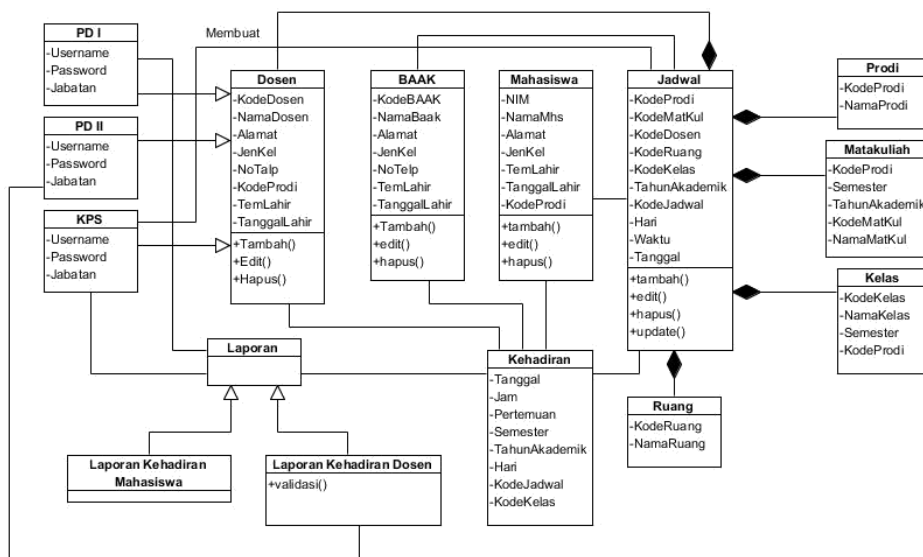 PD I
-Username
-Password
-Jabatan
PD II
-Username
-Password
-Jabatan
KPS
-Username
-Password
-Jabatan
Membuat
Dosen
-KodeDosen
-NamaDosen
-Alamat
-JenKel
-NoTalp
-KodeProdi
-TemLahir
-TanggalLahir
+Tambah()
+Edit()
+Hapus()
BAAK
-KodeBAAK
-NamaBaak
-Alamat
-JenKel
-NoTelp
-TemLahir
-TanggalLahir
+Tambah()
+edit()
+hapus()
Mahasiswa
-NIM
-NamaMhs
-Alamat
-JenKel
-TemLahir
-TanggalLahir
-KodeProdi
+tambah()
+edit()
+hapus()
Jadwal
-KodeProdi
-KodeMatKul
-KodeDosen
-KodeRuang
-KodeKelas
-TahunAkademik
-KodeJadwal
-Hari
-Waktu
-Tanggal
+tambah()
+edit()
+hapus()
+update()
Prodi
-KodeProdi
-NamaProdi
Matakuliah
-KodeProdi
-Semester
-TahunAkademik
-KodeMatKul
-NamaMatKul
Kelas
-KodeKelas
-NamaKelas
-Semester
-KodeProdi
Laporan
Kehadiran
-Tanggal
-Jam
-Pertemuan
-Semester
-TahunAkademik
-Hari
-KodeJadwal
-KodeKelas
Ruang
-KodeRuang
-NamaRuang
Laporan Kehadiran
Mahasiswa
Laporan Kehadiran Dosen
+validasi()